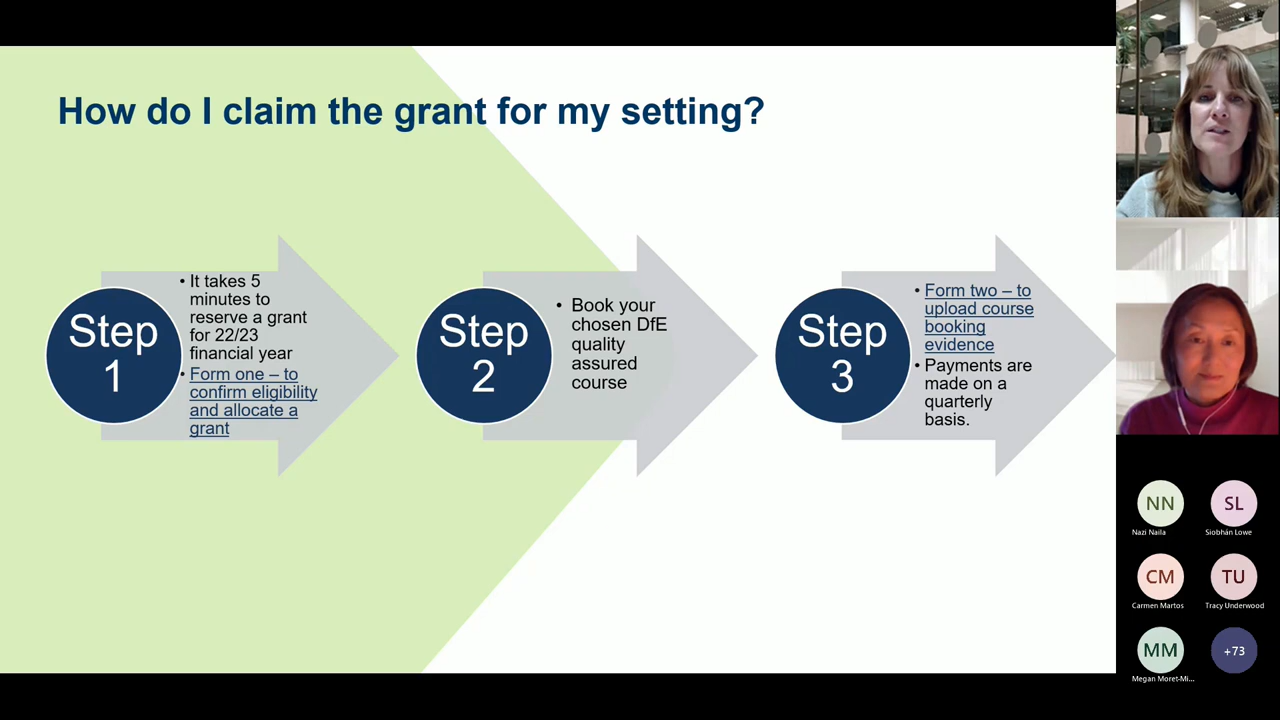 How do I claim the grant for my setting?
Step
1
• It takes 5
minutes to
reserve a grant
for 22/23
financial year
• Form one – to
confirm eligibility
and allocate a
grant
Step
2
• Book your
chosen DfE
quality
assured
course
Step
3
• Form two – to
upload course
booking
evidence
• Payments are
made on a
quarterly
basis.
NN
Nazi Naila
SL
Siobhán Lowe
CM
Carmen Martos
TU
Tracy Underwood
MM
Megan Moret-Mi...
+73